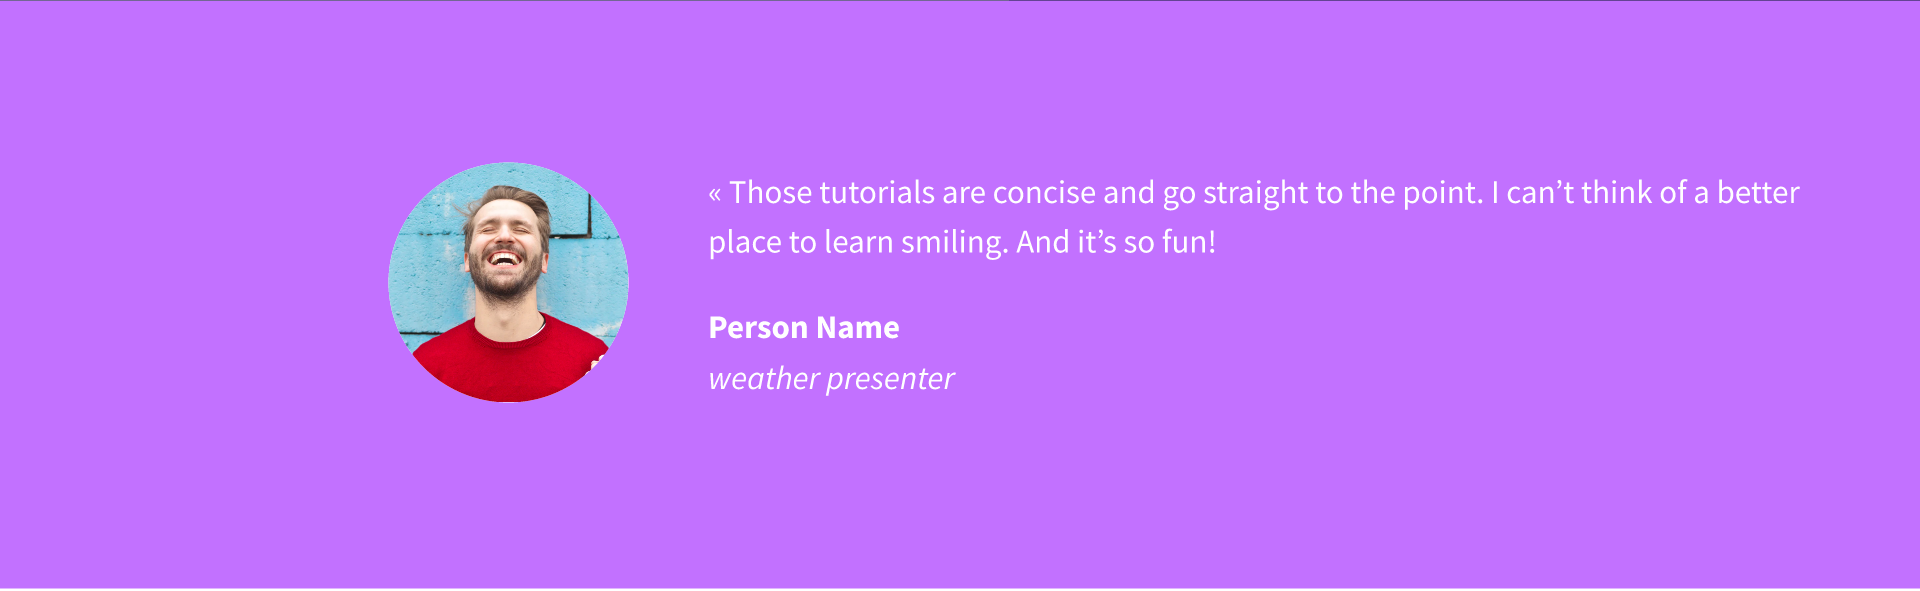 « Those tutorials are concise and go straight to the point. I can’t think of a better
place to learn smiling. And it’s so fun!
Person Name
weather presenter